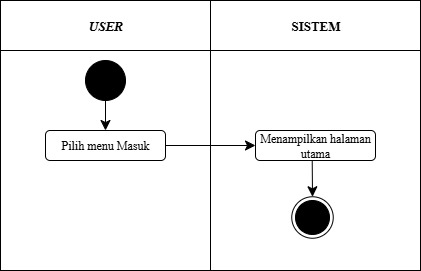 USER
SISTEM
Pilih menu Masuk
Menampilkan halaman
utama